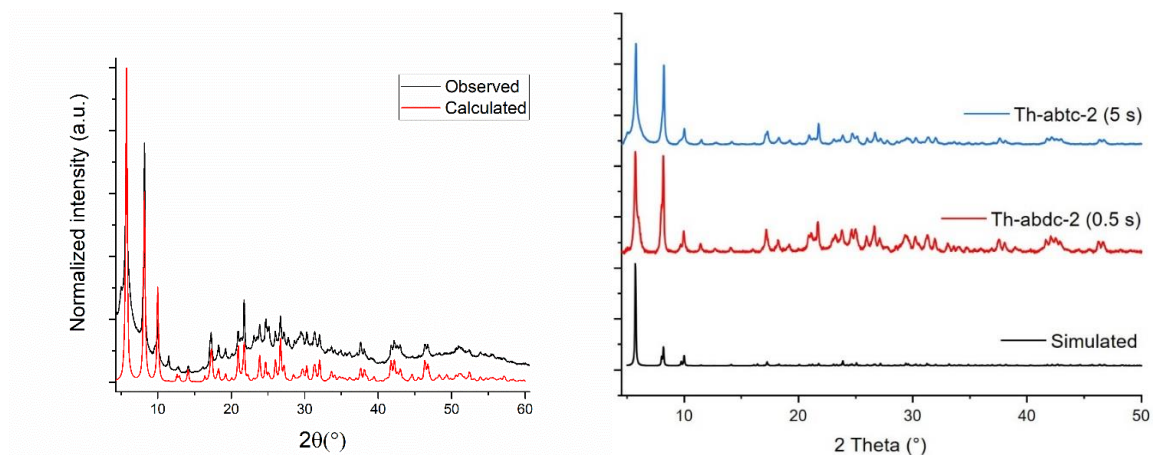 Normalized intensity (a.u.)
Observed
Calculated
10 20 30 40 50 60
2θ(°)
Th-abtc-2 (5 s)
Th-abdc-2 (0.5 s)
Simulated
10 20 30 40 50
2 Theta (°)